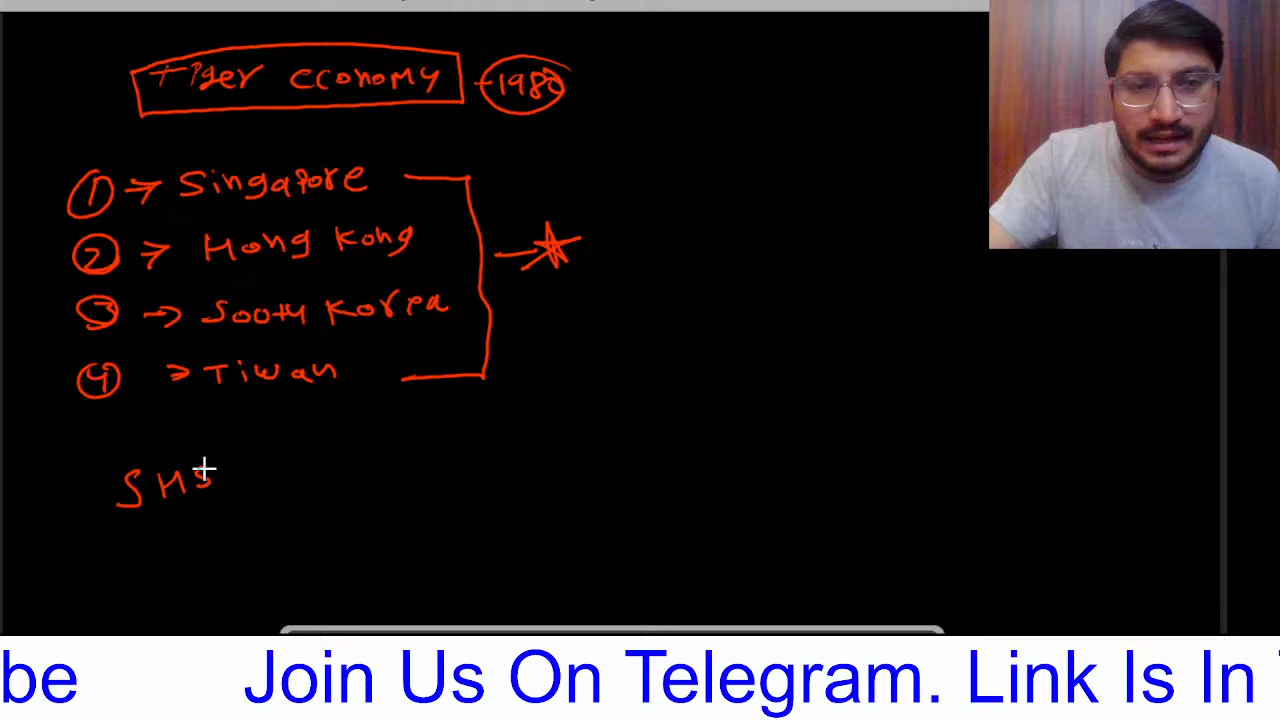 Tiger economy - 1980
1 → Singapore
2 → Hong Kong
3 → South Korea
4 → Tiwan
SHS
be Join Us On Telegram. Link Is In